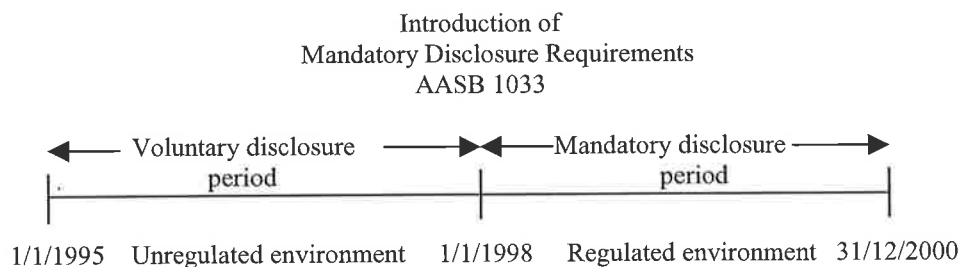 Introduction of
Mandatory Disclosure Requirements
AASB 1033
Voluntary disclosure Mandatory disclosure
period period
1/1/1995 Unregulated environment 1/1/1998 Regulated environment 31/12/2000